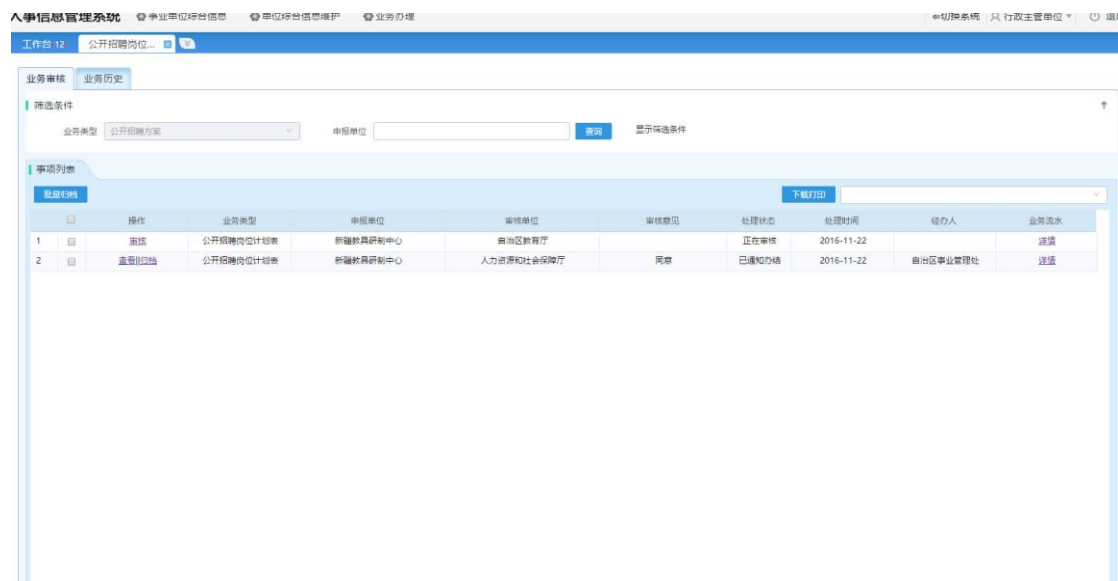 人事信息管理系统 事业单位综合信息 单位综合信息维护 业务办理 切换系统 行政主管单位 退
工作台(12) 公开招聘岗位...
业务审核 业务历史
筛选条件
业务类型 公开招聘方案 申报单位 查询 显示筛选条件
事项列表
批量归档 下载打印
操作 业务类型 申报单位 审核单位 审核意见 处理状态 处理时间 经办人 业务流水
1 审核 公开招聘岗位计划表 新疆教具研制中心 自治区教育厅 正在审核 2016-11-22 详情
2 查看||归档 公开招聘岗位计划表 新疆教具研制中心 人力资源和社会保障厅 同意 已通知办结 2016-11-22 自治区事业管理处 详情